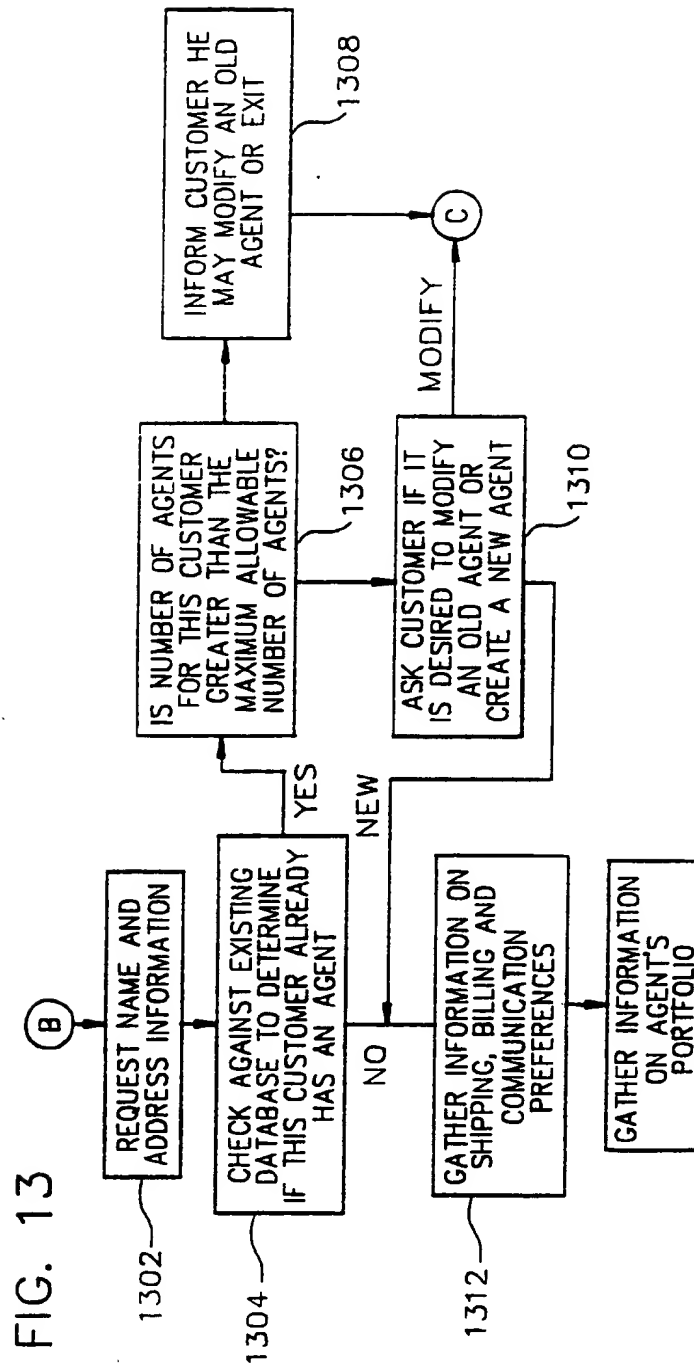 FIG. 13
B
REQUEST NAME AND
ADDRESS INFORMATION
1302
CHECK AGAINST EXISTING
DATABASE TO DETERMINE
IF THIS CUSTOMER ALREADY
HAS AN AGENT
1304
YES
NO
IS NUMBER OF AGENTS
FOR THIS CUSTOMER
GREATER THAN THE
MAXIMUM ALLOWABLE
NUMBER OF AGENTS?
1306
INFORM CUSTOMER HE
MAY MODIFY AN OLD
AGENT OR EXIT
1308
ASK CUSTOMER IF IT
IS DESIRED TO MODIFY
AN OLD AGENT OR
CREATE A NEW AGENT
1310
MODIFY
C
NEW
GATHER INFORMATION ON
SHIPPING, BILLING AND
COMMUNICATION
PREFERENCES
1312
GATHER INFORMATION
ON AGENT'S
PORTFOLIO